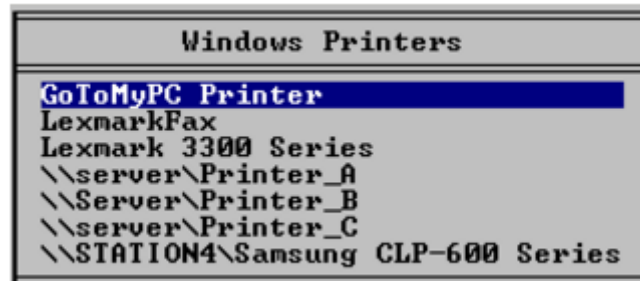 Windows Printers
GoToMyPC Printer
LexmarkFax
Lexmark 3300 Series
\\server\Printer_A
\\Server\Printer_B
\\server\Printer_C
\\STATION4\Samsung CLP-600 Series